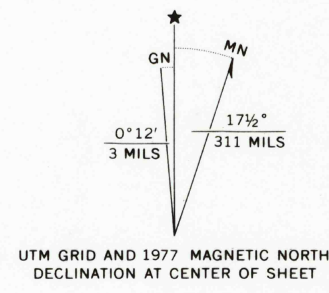 GN
MN
0°12'
3 MILS
17½°
311 MILS
UTM GRID AND 1977 MAGNETIC NORTH
DECLINATION AT CENTER OF SHEET